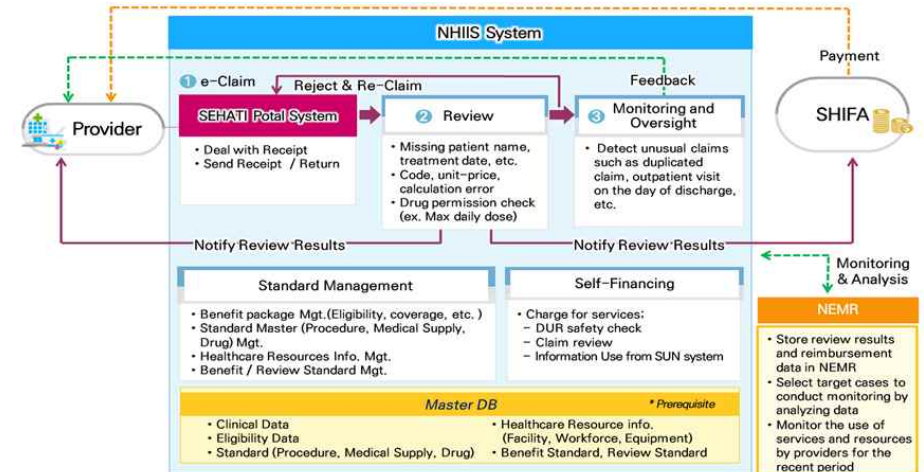 NHIIS System
Payment
① e-Claim
Reject & Re-Claim
Feedback
Provider
SEHATI Potal System
② Review
③ Monitoring and
Oversight
SHIFA
• Deal with Receipt
• Send Receipt / Return
• Missing patient name,
treatment date, etc.
• Code, unit-price,
calculation error
• Drug permission check
(ex. Max daily dose)
• Detect unusual claims
such as duplicated
claim, outpatient visit
on the day of discharge,
etc.
Notify Review Results
Notify Review Results
Monitoring
& Analysis
Standard Management
• Benefit package Mgt.(Eligibility, coverage, etc. )
• Standard Master (Procedure, Medical Supply,
Drug) Mgt.
• Healthcare Resources Info. Mgt.
• Benefit / Review Standard Mgt.
Self-Financing
• Charge for services;
- DUR safety check
- Claim review
- Information Use from SUN system
NEMR
• Store review results
and reimbursement
data in NEMR
• Select target cases to
conduct monitoring by
analyzing data
• Monitor the use of
services and resources
by providers for the
recent period
Master DB
* Prerequisite
• Clinical Data
• Eligibility Data
• Standard (Procedure, Medical Supply, Drug)
• Healthcare Resource info.
(Facility, Workforce, Equipment)
• Benefit Standard, Review Standard